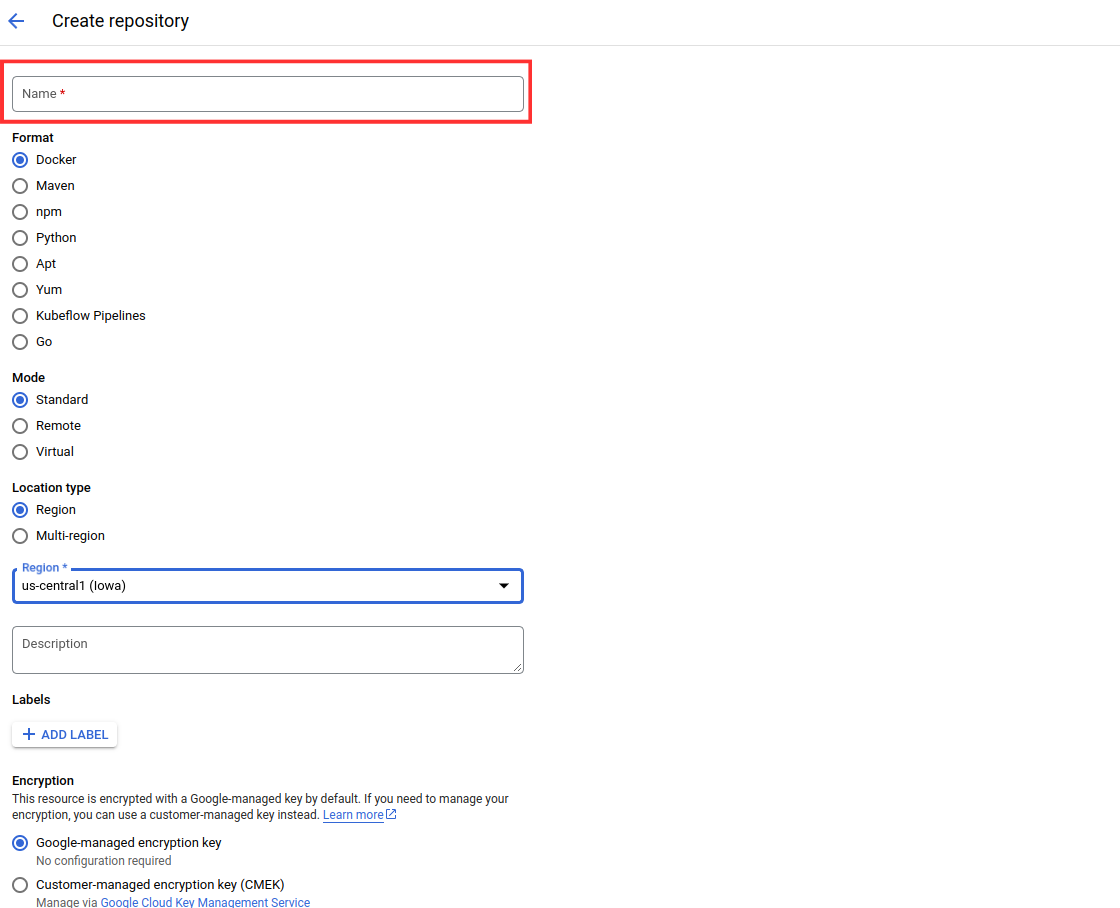 Create repository
Name *
Format
Docker
Maven
npm
Python
Apt
Yum
Kubeflow Pipelines
Go
Mode
Standard
Remote
Virtual
Location type
Region
Multi-region
Region *
us-central1 (Iowa)
Description
Labels
ADD LABEL
Encryption
This resource is encrypted with a Google-managed key by default. If you need to manage your
encryption, you can use a customer-managed key instead. Learn more
Google-managed encryption key
No configuration required
Customer-managed encryption key (CMEK)
Manage via Google Cloud Key Management Service